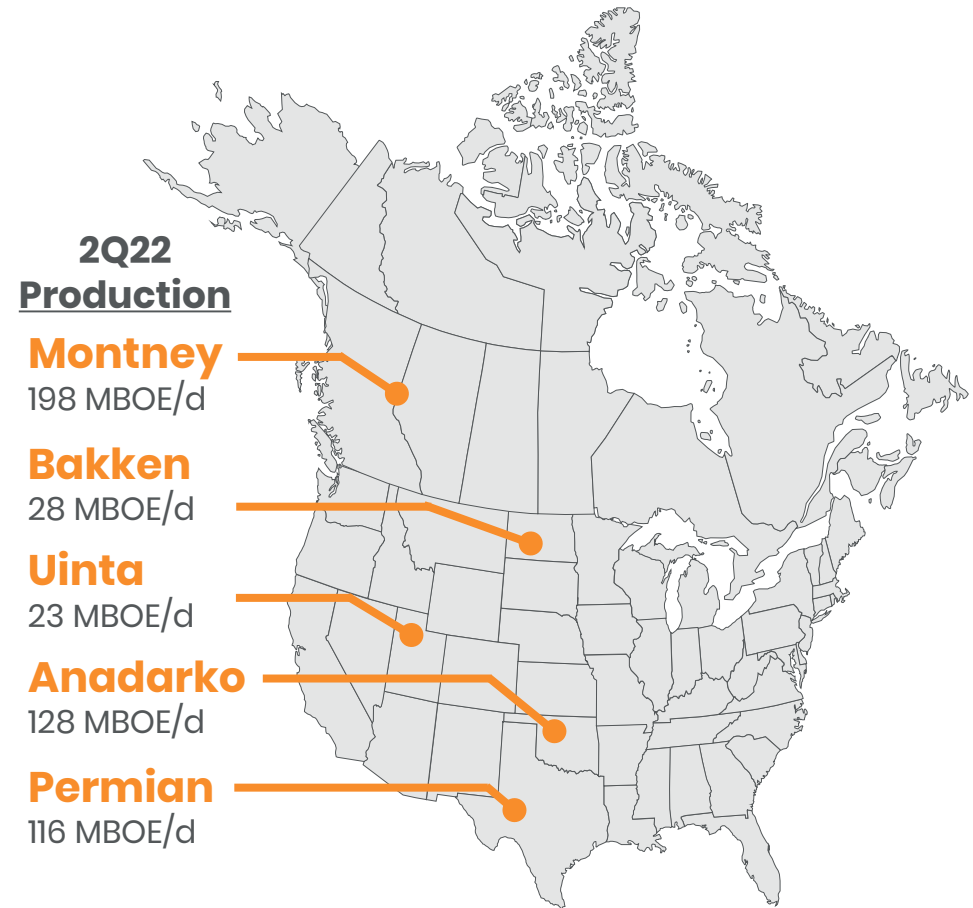 2Q22
Production
Montney
198 MBOE/d
Bakken
28 MBOE/d
Uinta
23 MBOE/d
Anadarko
128 MBOE/d
Permian
116 MBOE/d